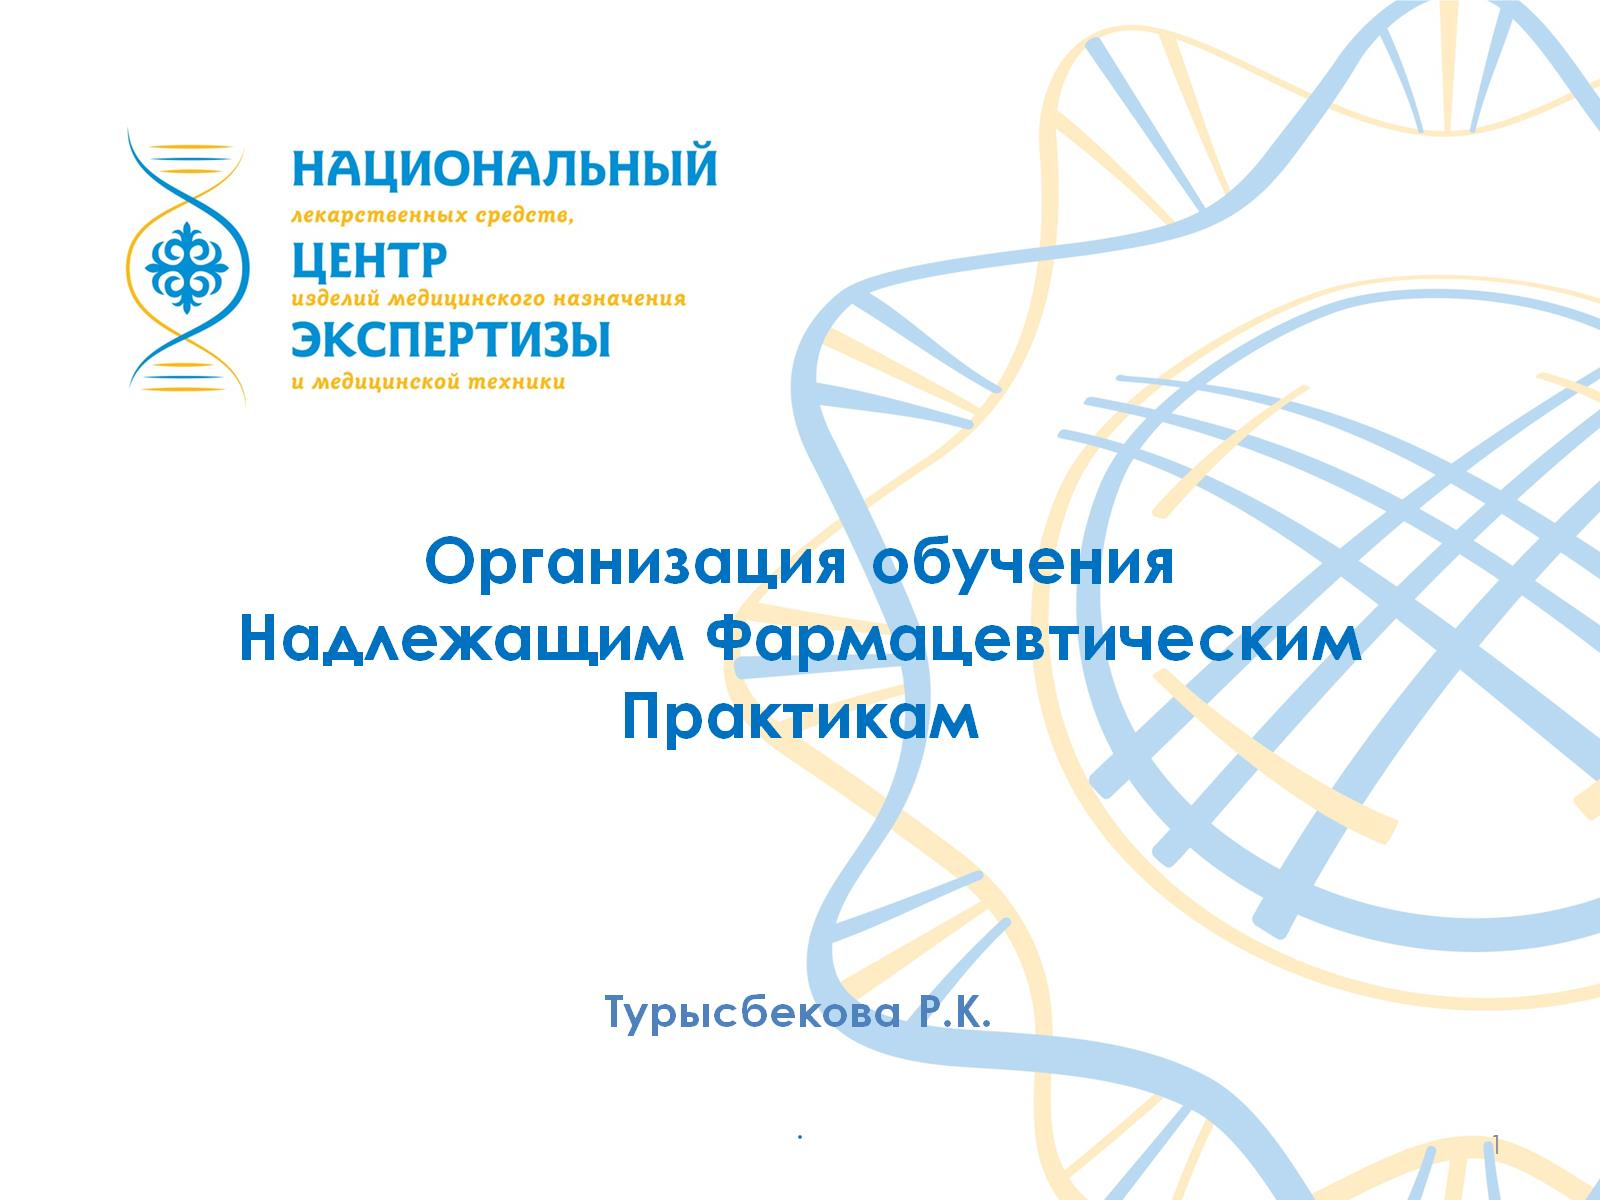 НАЦИОНАЛЬНЫЙ
лекарственных средств,
ЦЕНТР
изделий медицинского назначения
ЭКСПЕРТИЗЫ
и медицинской техники
Организация обучения
Надлежащим Фармацевтическим
Практикам
Турысбекова Р.К.
.
1